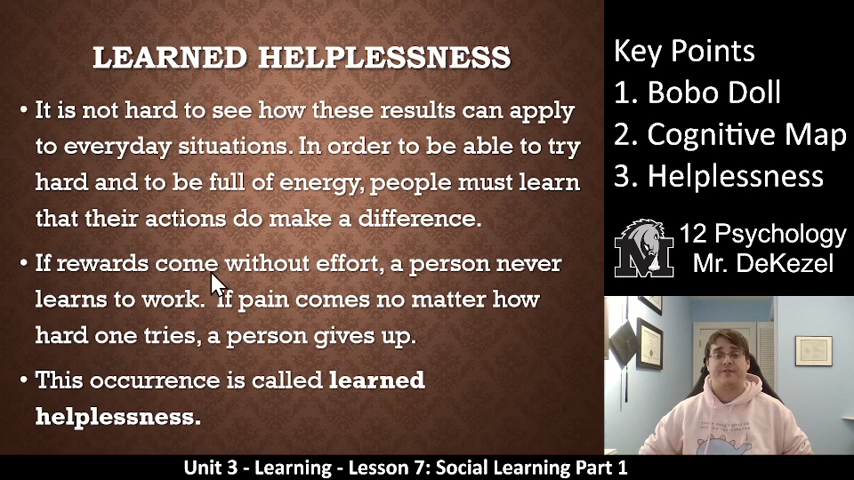 LEARNED HELPLESSNESS
• It is not hard to see how these results can apply
to everyday situations. In order to be able to try
hard and to be full of energy, people must learn
that their actions do make a difference.
• If rewards come without effort, a person never
learns to work. If pain comes no matter how
hard one tries, a person gives up.
• This occurrence is called learned
helplessness.
Key Points
1. Bobo Doll
2. Cognitive Map
3. Helplessness
M
12 Psychology
Mr. DeKezel
Unit 3 - Learning - Lesson 7: Social Learning Part 1